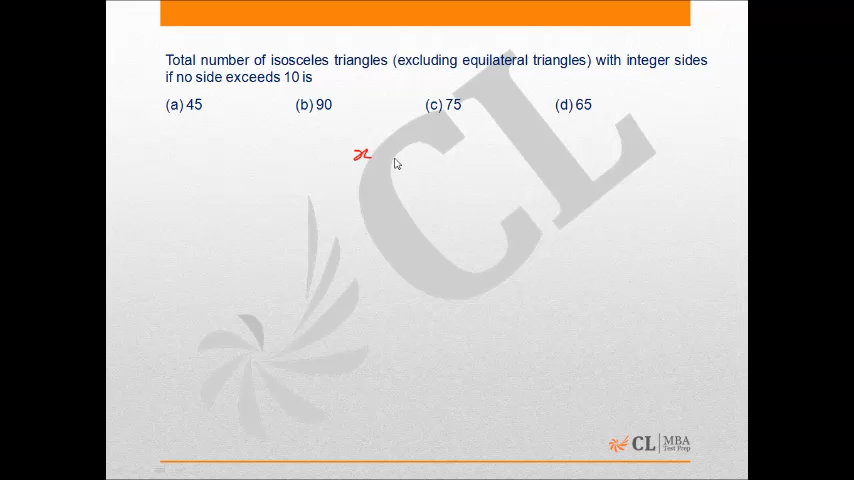 Total number of isosceles triangles (excluding equilateral triangles) with integer sides
if no side exceeds 10 is
(a) 45 (b) 90 (c) 75 (d) 65
x
CL
CL MBA
Test Prep